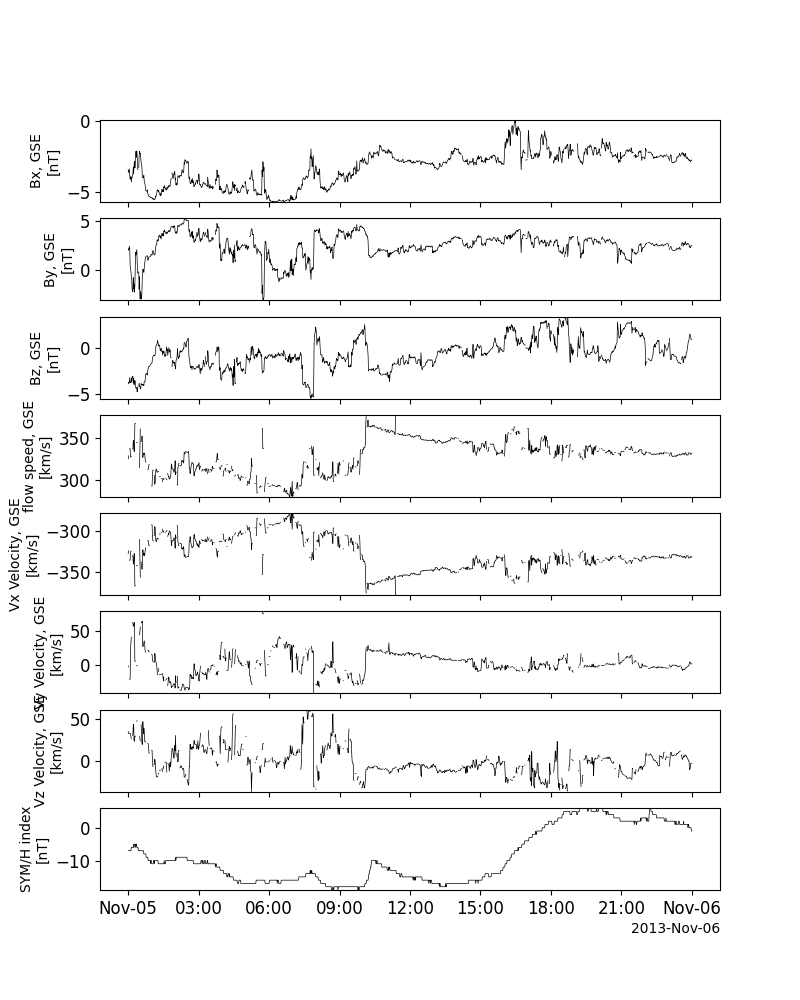 Bx, GSE
[nT]
0
−5
By, GSE
[nT]
5
0
Bz, GSE
[nT]
0
−5
flow speed, GSE
[km/s]
350
300
Vx Velocity, GSE
[km/s]
−300
−350
Vy Velocity, GSE
[km/s]
50
0
Vz Velocity, GSE
[km/s]
50
0
SYM/H index
[nT]
0
−10
Nov-05 03:00 06:00 09:00 12:00 15:00 18:00 21:00 Nov-06
2013-Nov-06